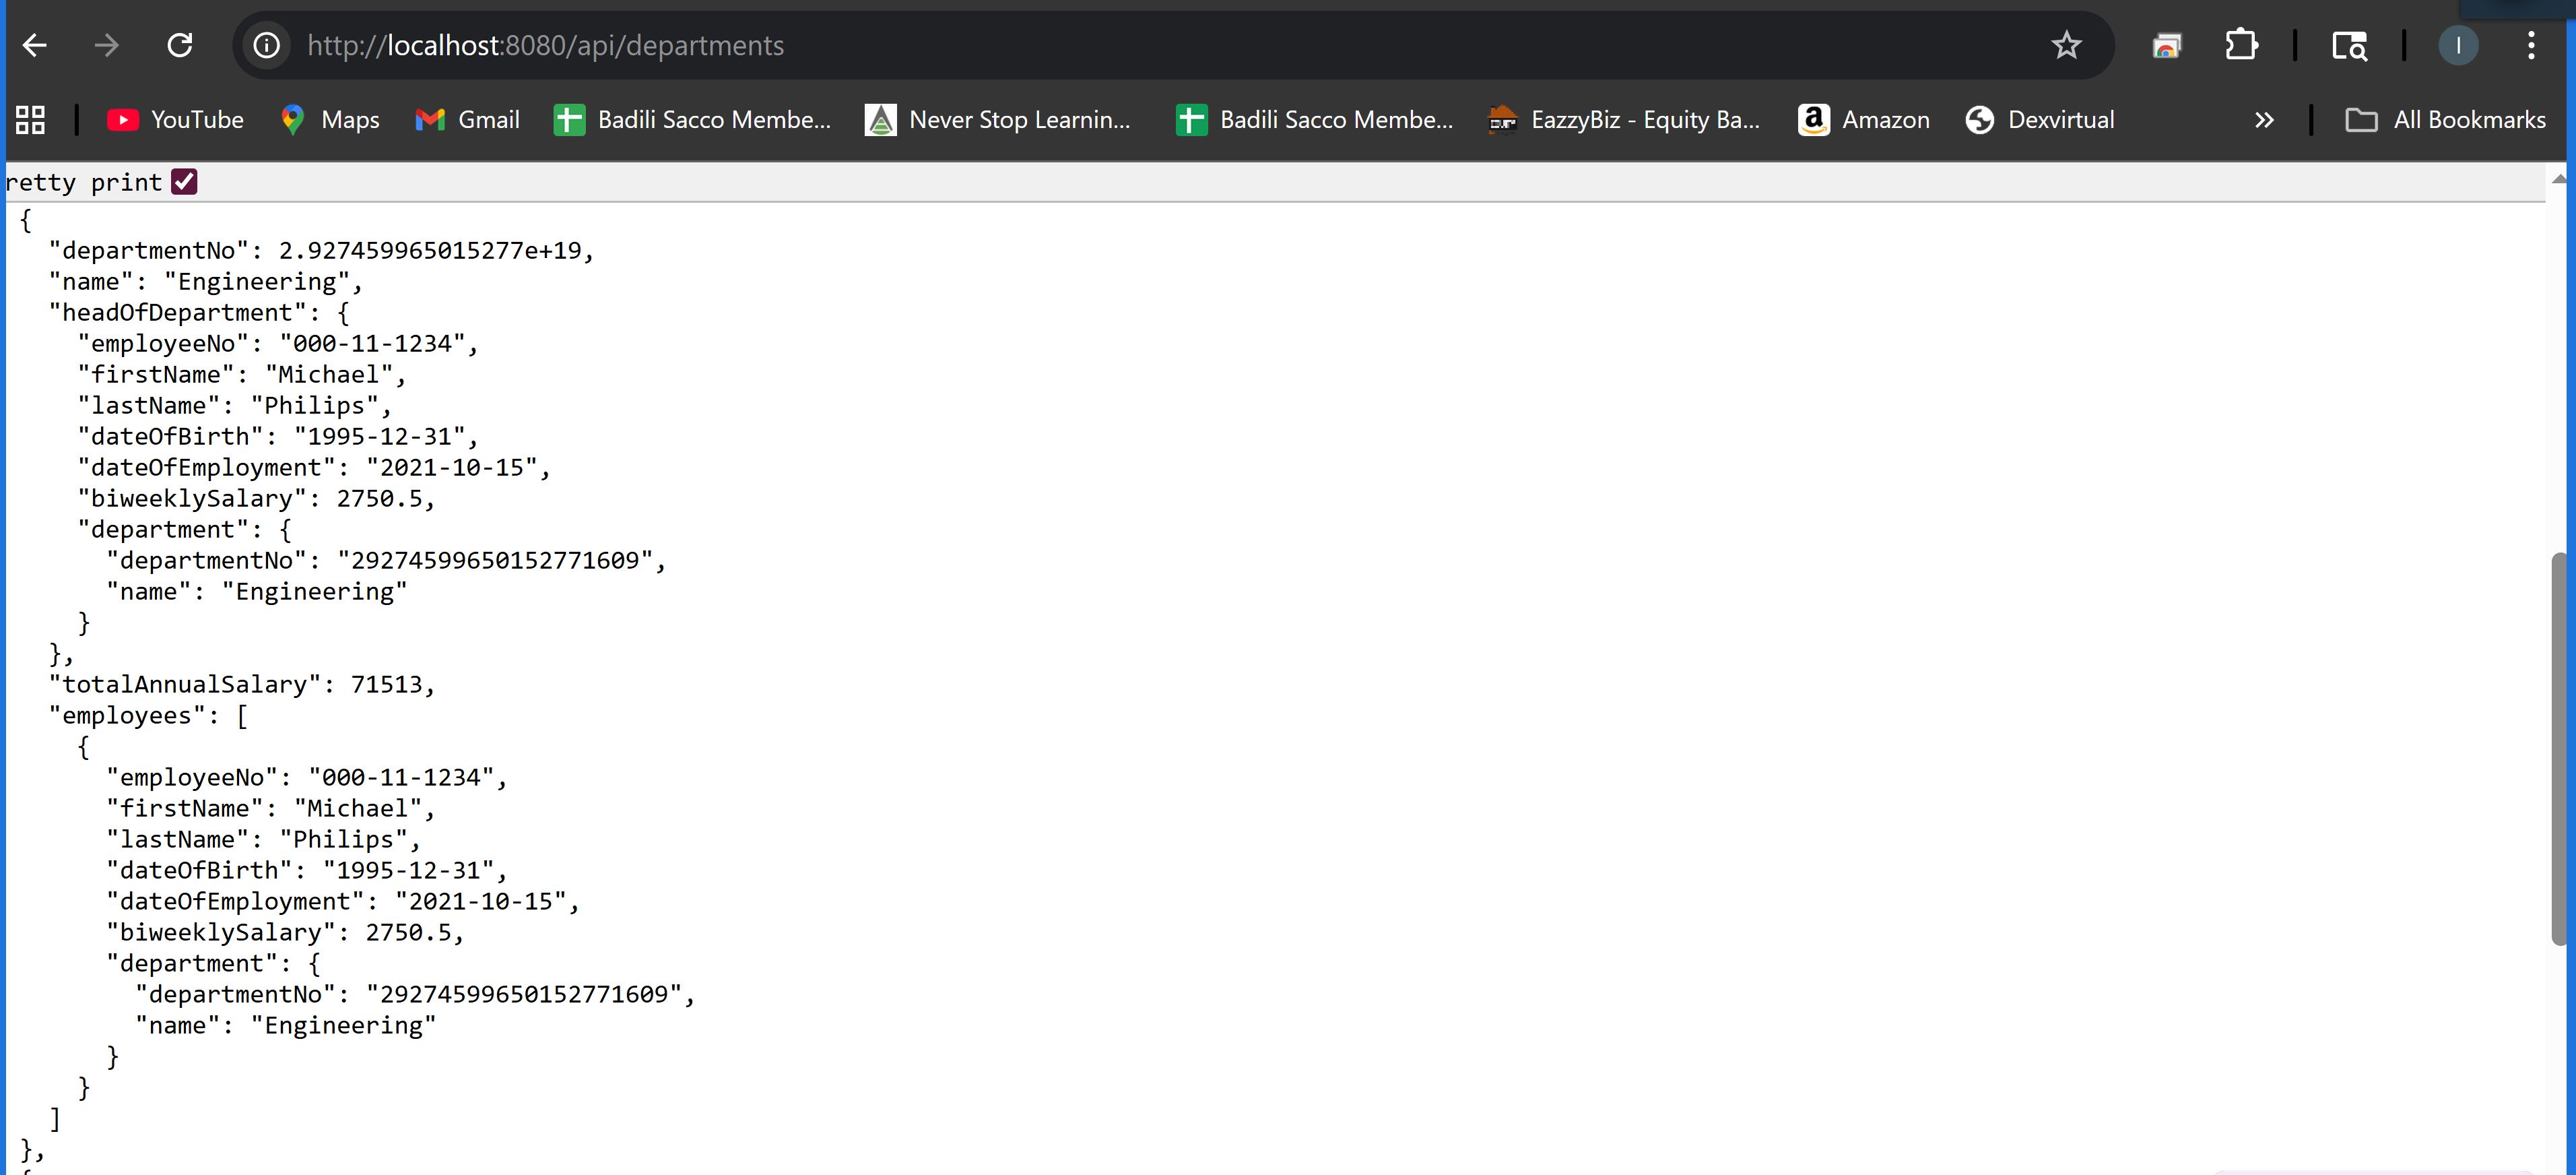 http://localhost:8080/api/departments
YouTube Maps Gmail Badili Sacco Membe... Never Stop Learnin... Badili Sacco Membe... EazzyBiz - Equity Ba... Amazon Dexvirtual All Bookmarks
retty print
{
"departmentNo": 2.927459965015277e+19,
"name": "Engineering",
"headOfDepartment": {
"employeeNo": "000-11-1234",
"firstName": "Michael",
"lastName": "Philips",
"dateOfBirth": "1995-12-31",
"dateOfEmployment": "2021-10-15",
"biweeklySalary": 2750.5,
"department": {
"departmentNo": "29274599650152771609",
"name": "Engineering"
}
},
"totalAnnualSalary": 71513,
"employees": [
{
"employeeNo": "000-11-1234",
"firstName": "Michael",
"lastName": "Philips",
"dateOfBirth": "1995-12-31",
"dateOfEmployment": "2021-10-15",
"biweeklySalary": 2750.5,
"department": {
"departmentNo": "29274599650152771609",
"name": "Engineering"
}
}
]
},